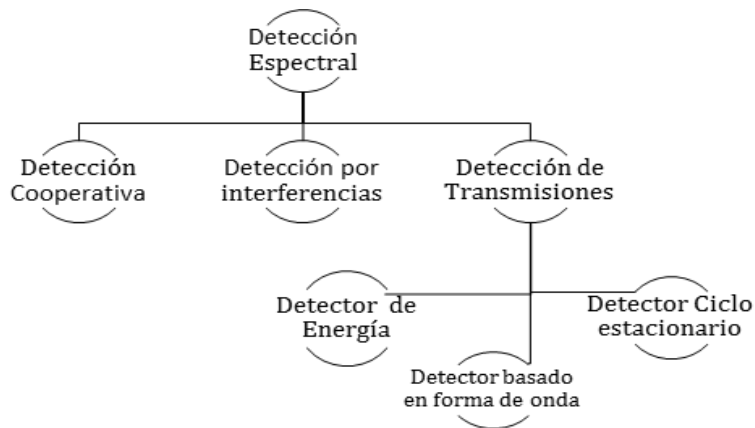 Detección
Espectral
Detección
Cooperativa
Detección por
interferencias
Detección de
Transmisiones
Detector de
Energía
Detector Ciclo
estacionario
Detector basado
en forma de onda